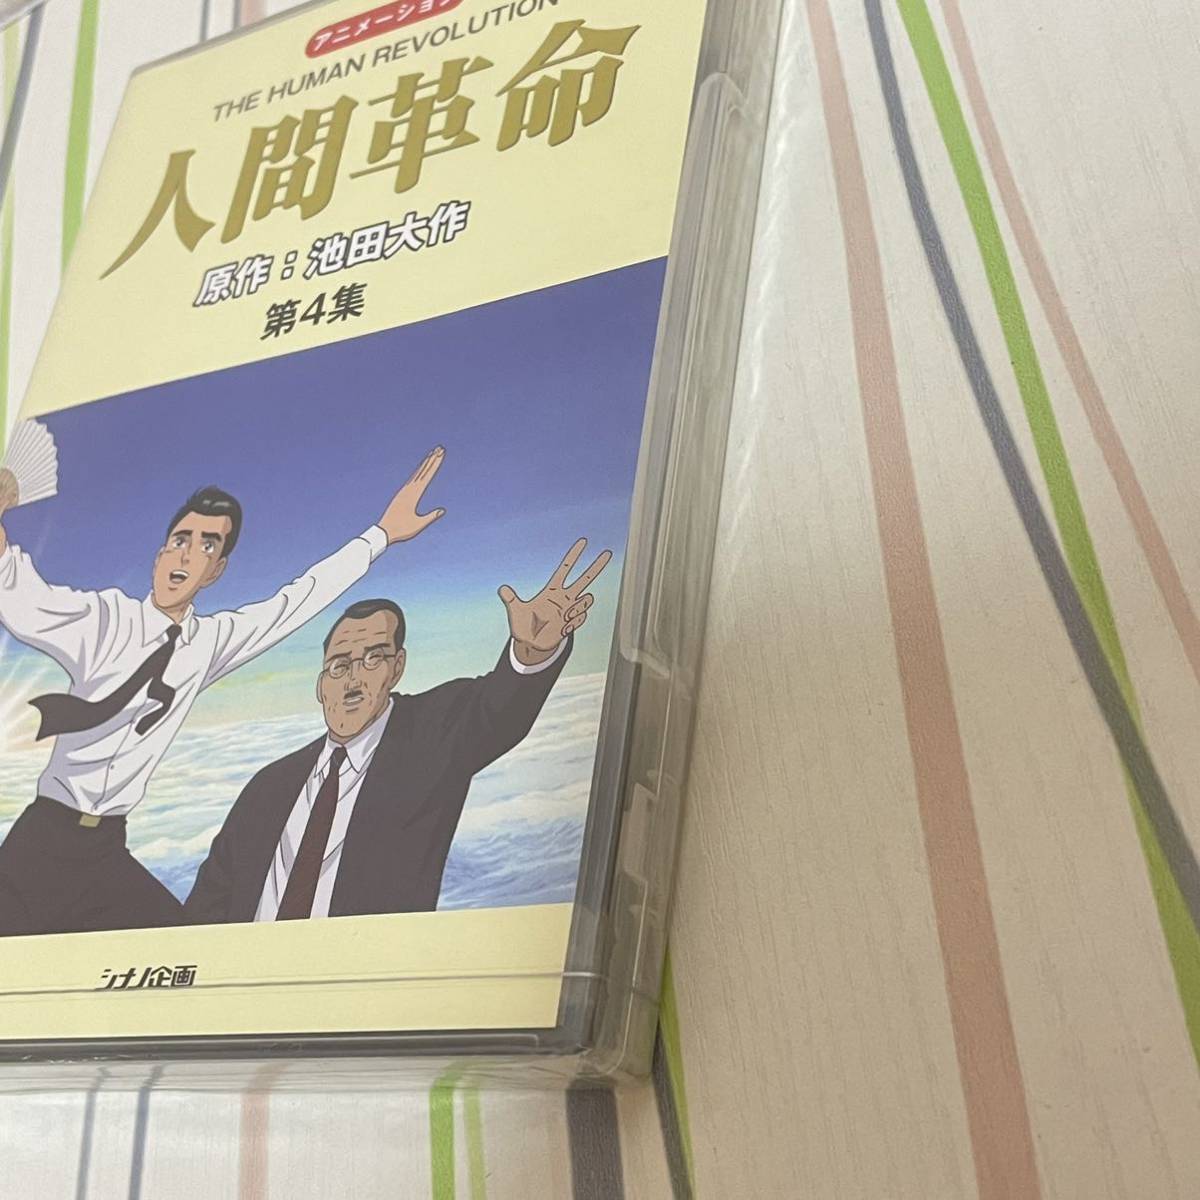 アニメーション
THE HUMAN REVOLUTION
人間革命
原作：池田大作
第4集
シナノ企画